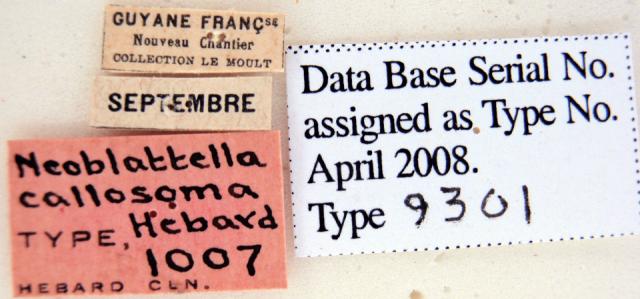 GUYANE FRANÇSE
Nouveau Chantier
COLLECTION LE MOULT
SEPTEMBRE
Neoblattella
callosoma
TYPE, Hebard
1007
HEBARD CLN.
Data Base Serial No.
assigned as Type No.
April 2008.
Type 9301